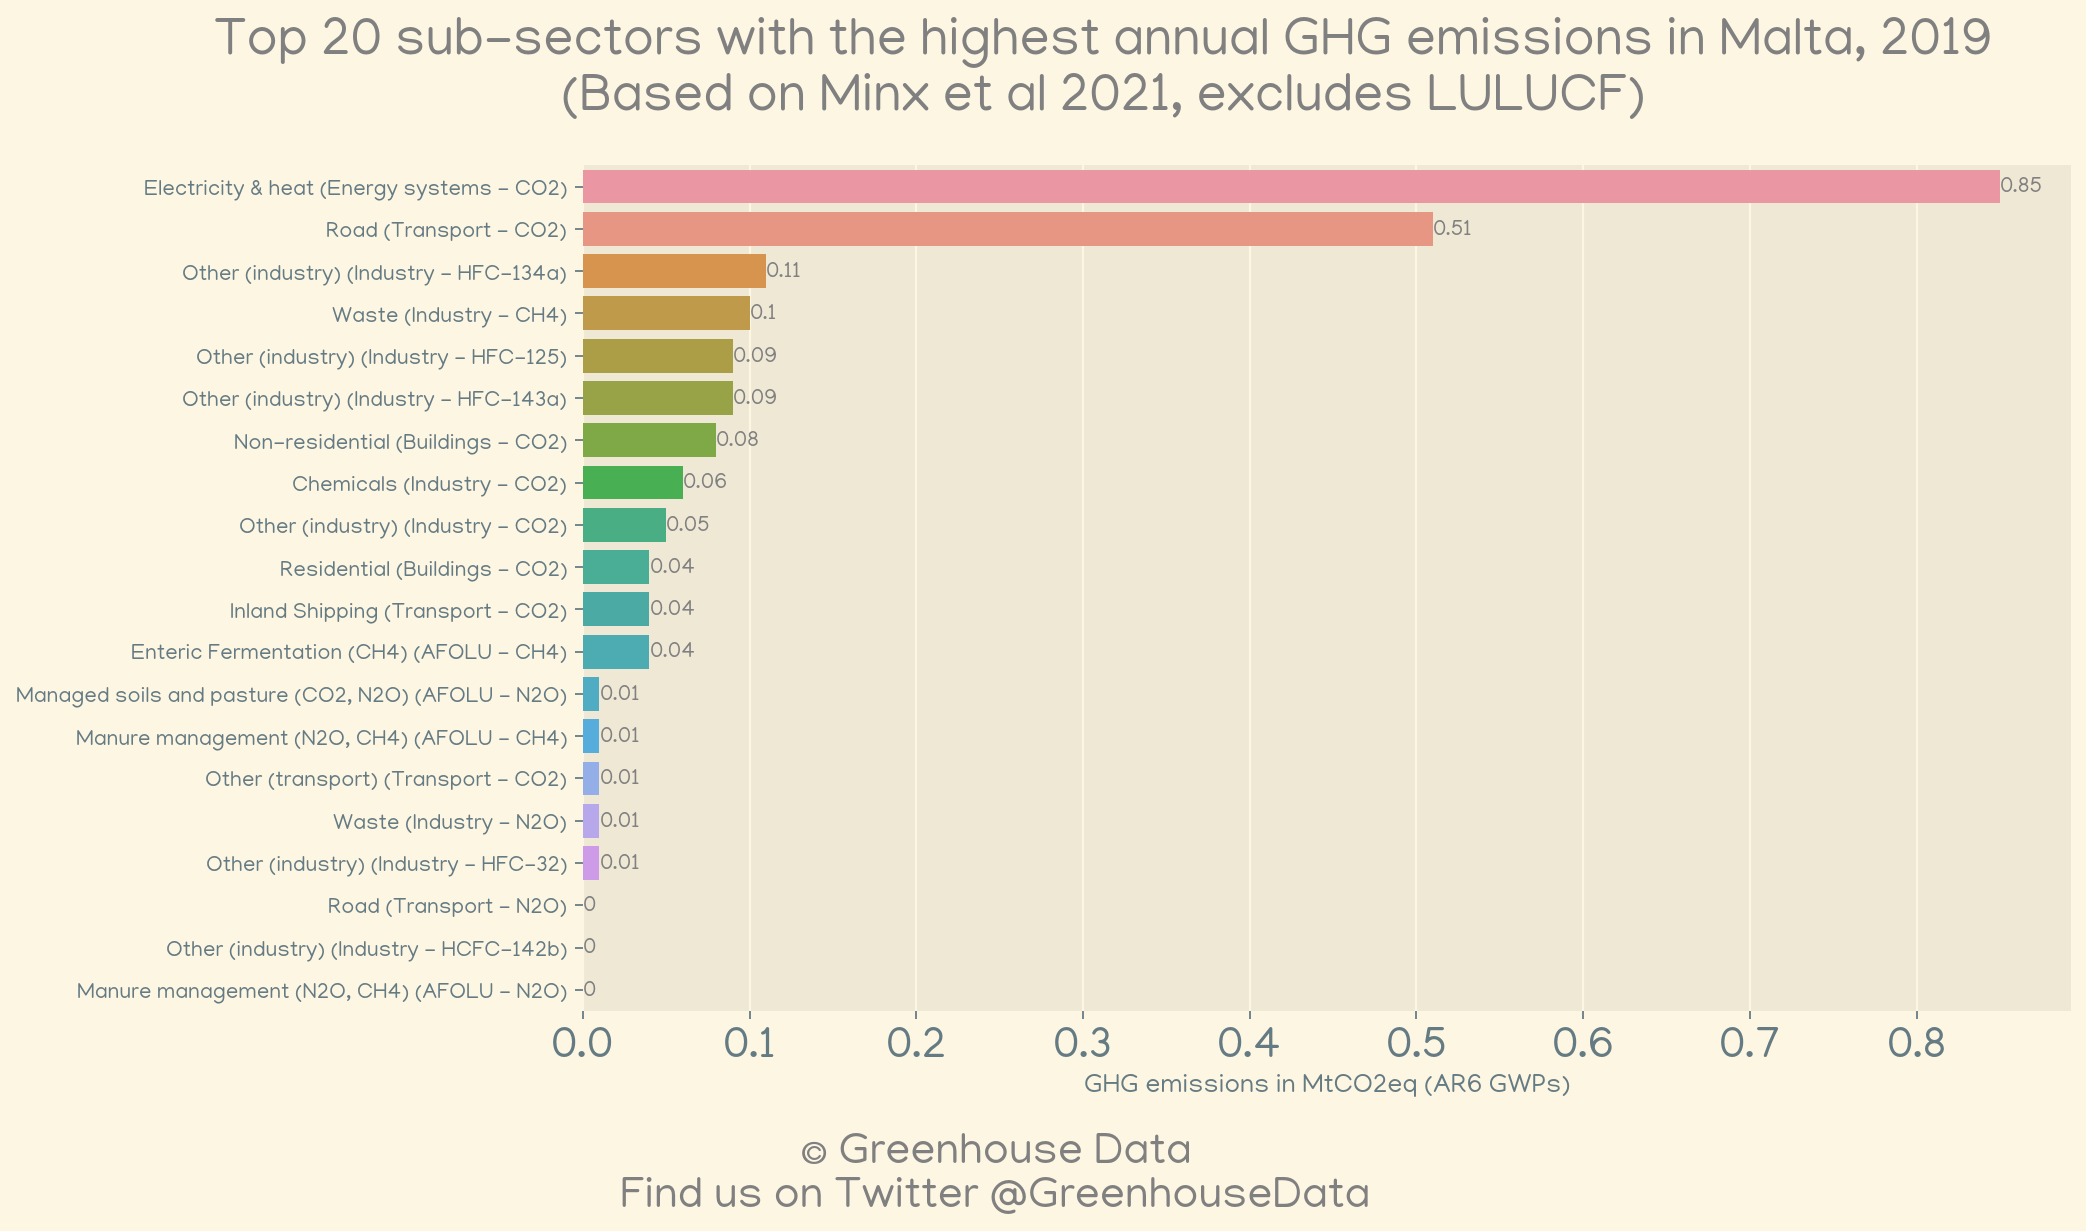 Top 20 sub-sectors with the highest annual GHG emissions in Malta, 2019
(Based on Minx et al 2021, excludes LULUCF)
Electricity & heat (Energy systems - CO2) 0.85
Road (Transport - CO2) 0.51
Other (industry) (Industry - HFC-134a) 0.11
Waste (Industry - CH4) 0.1
Other (industry) (Industry - HFC-125) 0.09
Other (industry) (Industry - HFC-143a) 0.09
Non-residential (Buildings - CO2) 0.08
Chemicals (Industry - CO2) 0.06
Other (industry) (Industry - CO2) 0.05
Residential (Buildings - CO2) 0.04
Inland Shipping (Transport - CO2) 0.04
Enteric Fermentation (CH4) (AFOLU - CH4) 0.04
Managed soils and pasture (CO2, N2O) (AFOLU - N2O) 0.01
Manure management (N2O, CH4) (AFOLU - CH4) 0.01
Other (transport) (Transport - CO2) 0.01
Waste (Industry - N2O) 0.01
Other (industry) (Industry - HFC-32) 0.01
Road (Transport - N2O) 0
Other (industry) (Industry - HCFC-142b) 0
Manure management (N2O, CH4) (AFOLU - N2O) 0
0.0 0.1 0.2 0.3 0.4 0.5 0.6 0.7 0.8
GHG emissions in MtCO2eq (AR6 GWPs)
© Greenhouse Data
Find us on Twitter @GreenhouseData